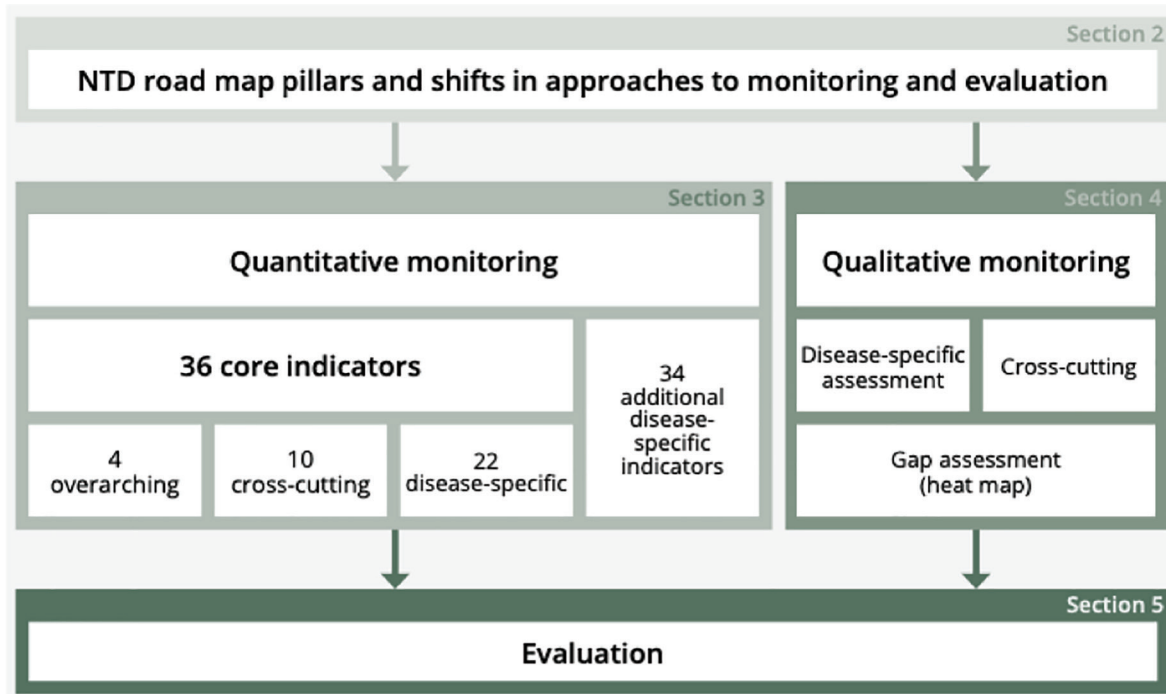 Section 2
NTD road map pillars and shifts in approaches to monitoring and evaluation
Section 3
Quantitative monitoring
36 core indicators
4
overarching
10
cross-cutting
22
disease-specific
34
additional
disease-
specific
indicators
Section 4
Qualitative monitoring
Disease-specific
assessment
Cross-cutting
Gap assessment
(heat map)
Section 5
Evaluation